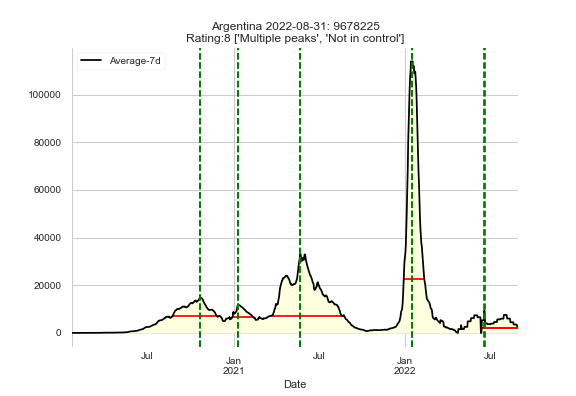 Argentina 2022-08-31: 9678225
Rating:8 ['Multiple peaks', 'Not in control']
Average-7d
100000
80000
60000
40000
20000
0
Jul
Jan
2021
Jul
Jan
2022
Jul
Date